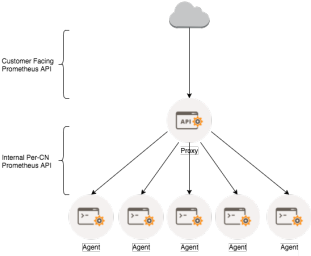 Customer Facing
Prometheus API
API
Proxy
Internal Per-CN
Prometheus API
>-
>-
>-
>-
>-
Agent
Agent
Agent
Agent
Agent